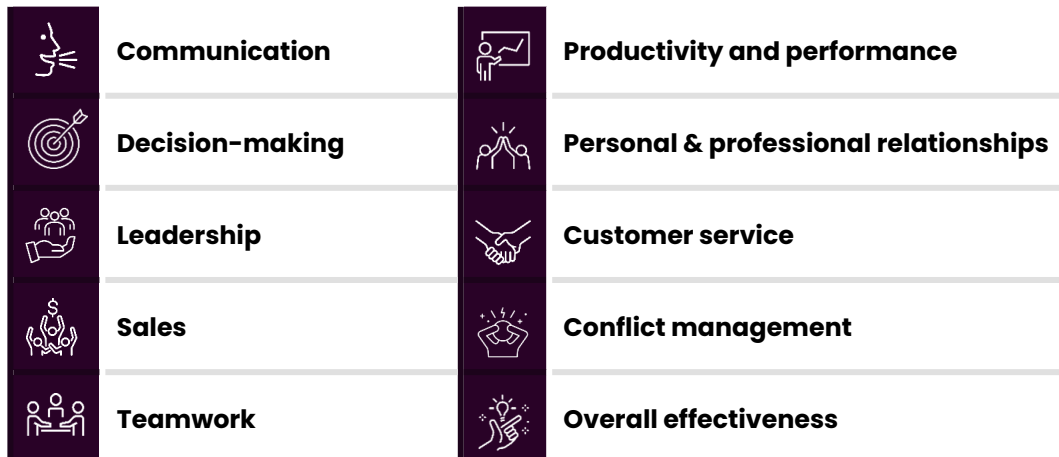 Communication
Decision-making
Leadership
Sales
Teamwork
Productivity and performance
Personal & professional relationships
Customer service
Conflict management
Overall effectiveness